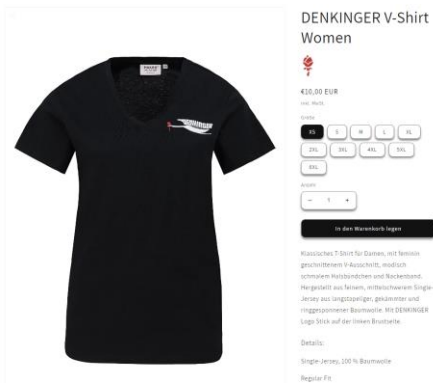 DENKINGER V-Shirt
Women
€10,00 EUR
inkl. MwSt.
Größe
XS S M L XL
2XL 3XL 4XL 5XL
6XL
Anzahl
− 1 +
In den Warenkorb legen
Klassisches T-Shirt für Damen, mit feminin
geschnittenem V-Ausschnitt, modisch
schmalem Halsbündchen und Nackenband.
Hergestellt aus feinem, mittelschwerem Single-
Jersey aus langstapeliger, gekämmter und
ringgesponnener Baumwolle. Mit DENKINGER
Logo Stick auf der linken Brustseite.
Details:
Single-Jersey, 100 % Baumwolle
Regular Fit
DENKINGER